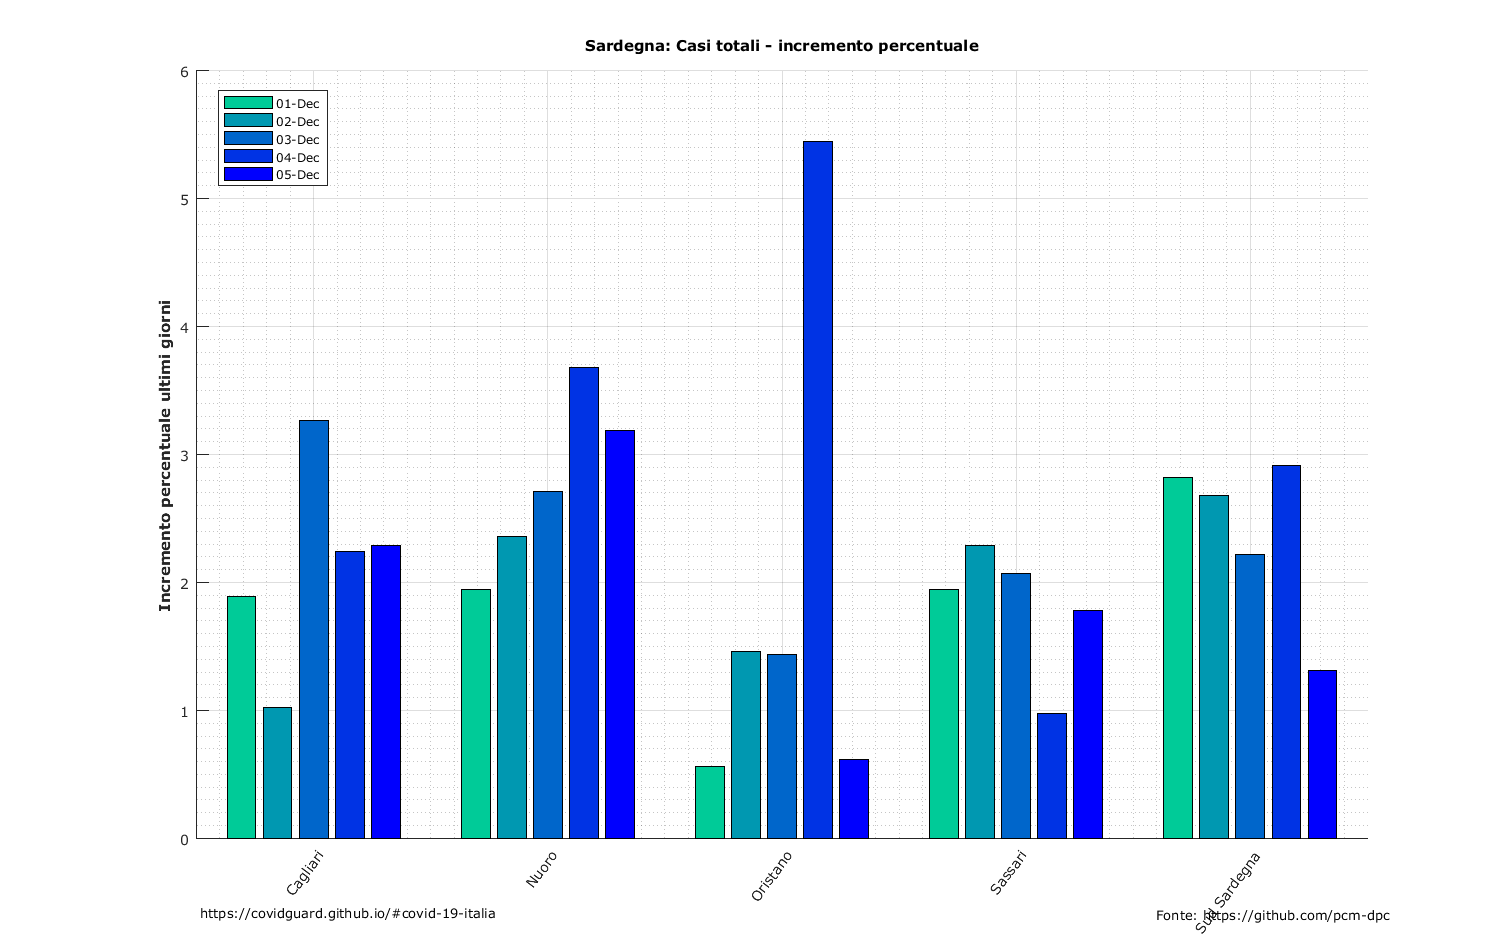 Sardegna: Casi totali - incremento percentuale
6
5
4
3
2
1
0
Incremento percentuale ultimi giorni
01-Dec
02-Dec
03-Dec
04-Dec
05-Dec
Cagliari
Nuoro
Oristano
Sassari
Sud Sardegna
https://covidguard.github.io/#covid-19-italia
Fonte: https://github.com/pcm-dpc